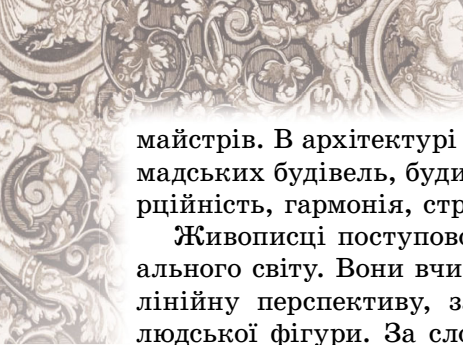 майстрів. В архітектурі
мадських будівель, буди
рційність, гармонія, стр
Живописці поступово
ального світу. Вони вчи
лінійну перспективу, за
людської фігури. За сло